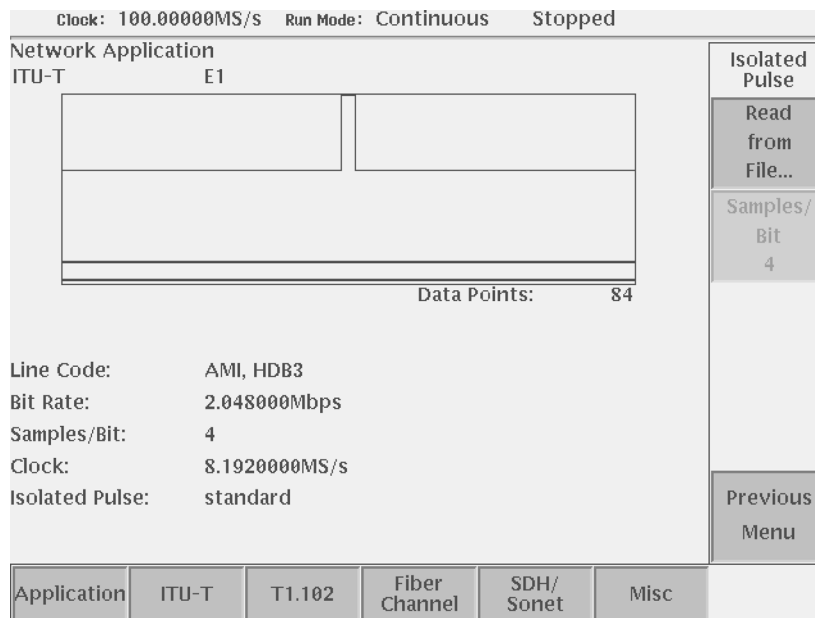 Clock: 100.00000MS/s Run Mode: Continuous Stopped
Network Application
ITU-T E1
Data Points: 84
Line Code: AMI, HDB3
Bit Rate: 2.048000Mbps
Samples/Bit: 4
Clock: 8.1920000MS/s
Isolated Pulse: standard
Isolated
Pulse
Read
from
File...
Samples/
Bit
4
Previous
Menu
Application
ITU-T
T1.102
Fiber
Channel
SDH/
Sonet
Misc